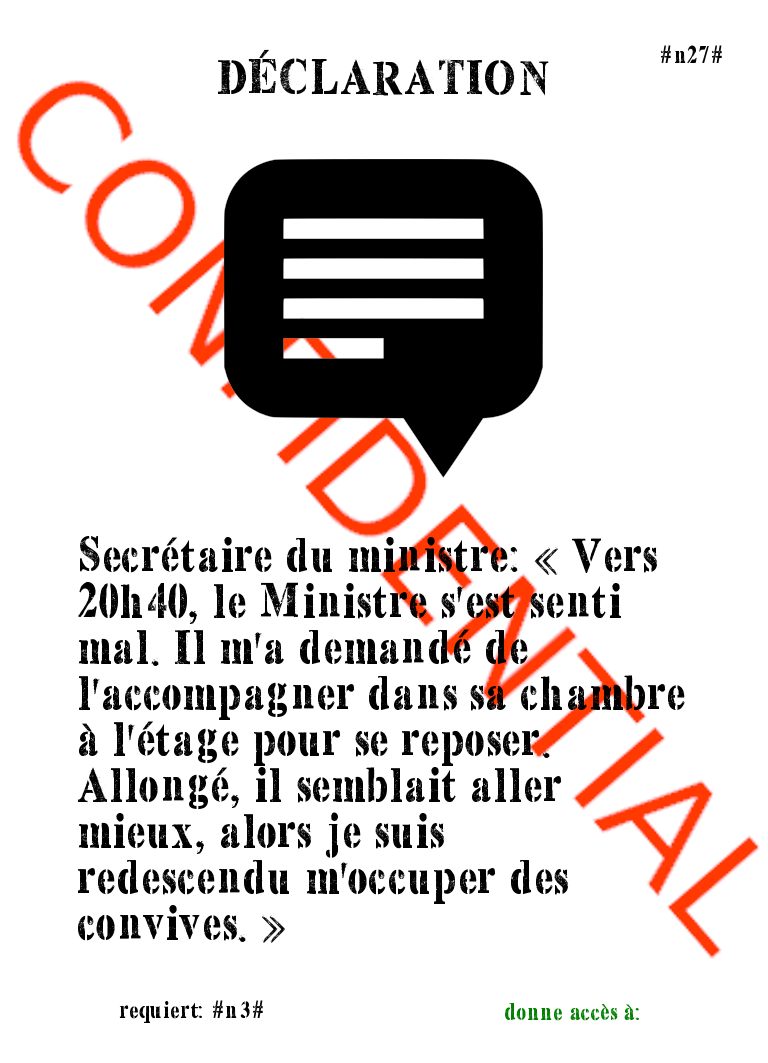 #n27#
DÉCLARATION
CONFIDENTIAL
Secrétaire du ministre: « Vers
20h40, le Ministre s'est senti
mal. Il m'a demandé de
l'accompagner dans sa chambre
à l'étage pour se reposer.
Allongé, il semblait aller
mieux, alors je suis
redescendu m'occuper des
convives. »
requiert: #n3#
donne accès à: